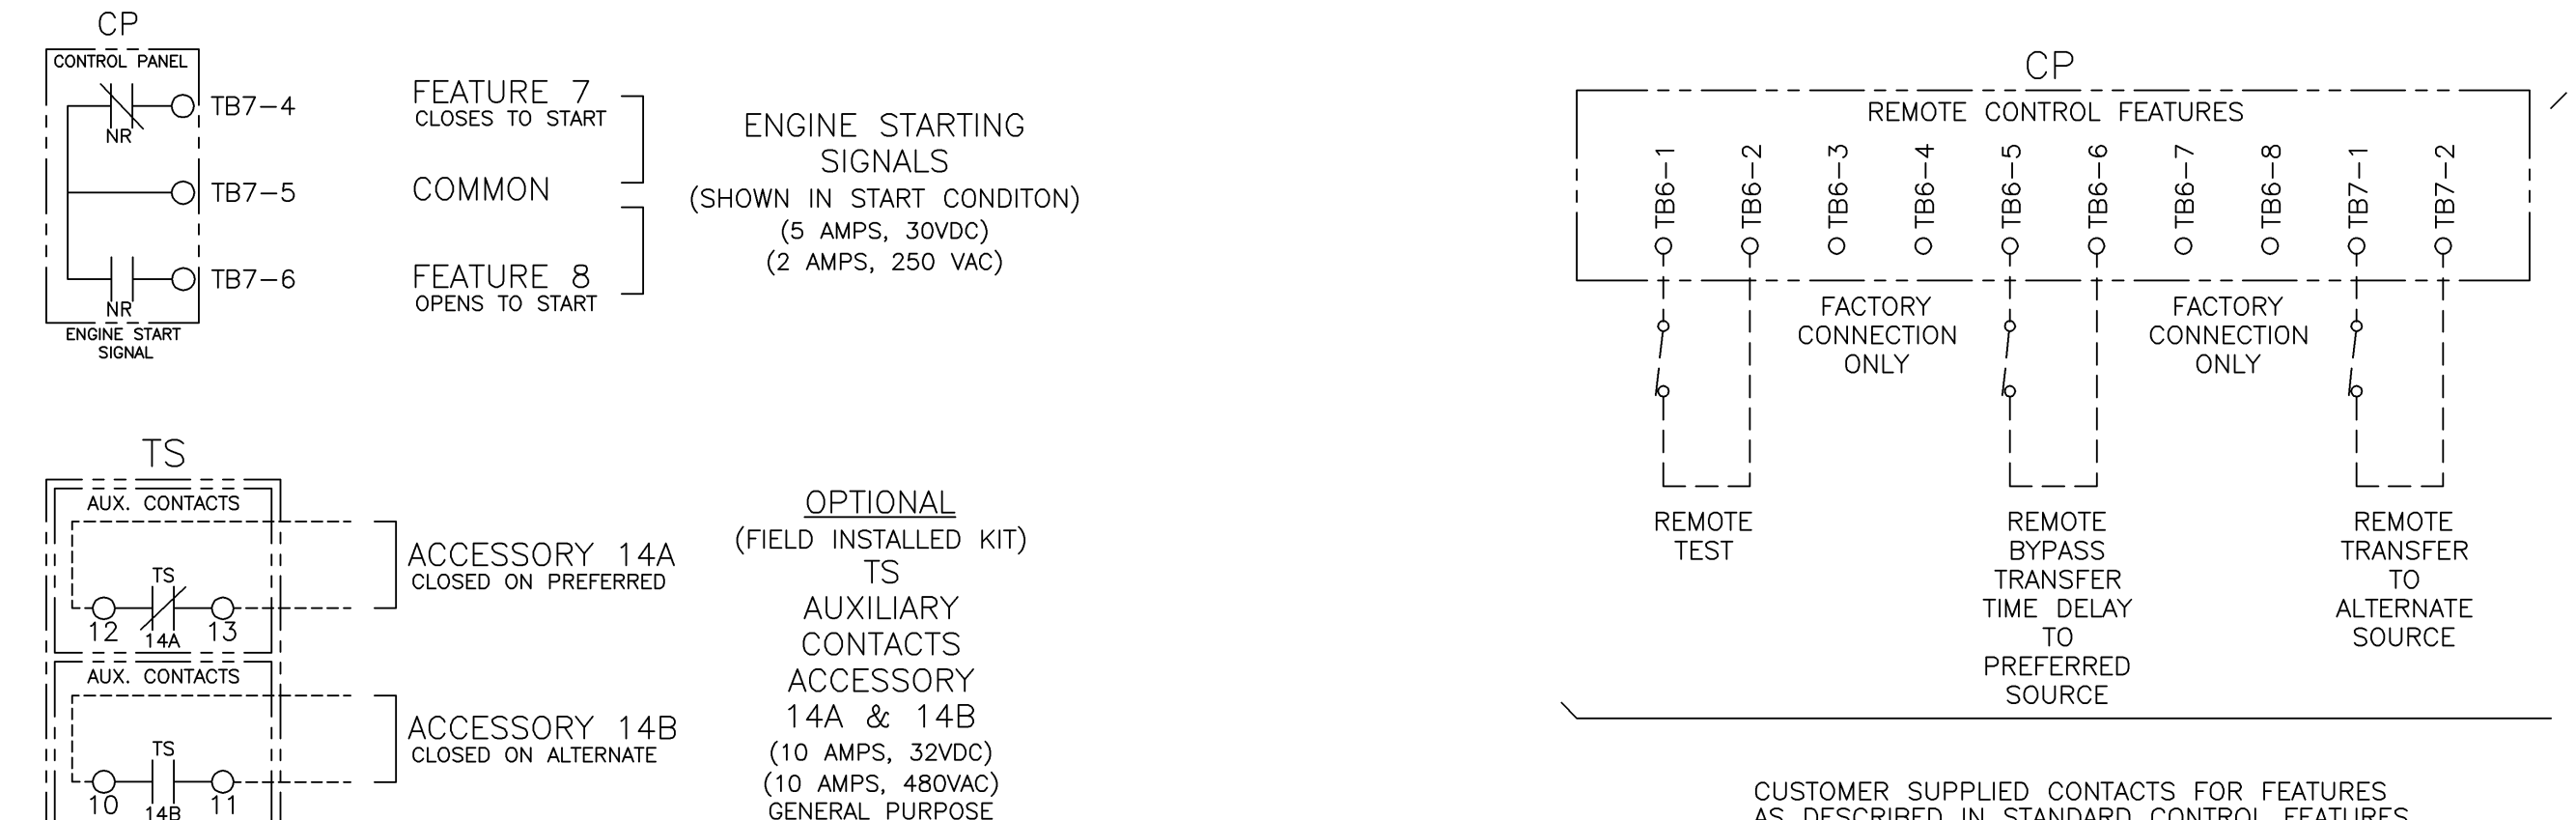 CP
CONTROL PANEL
NR
TB7-4
TB7-5
NR
TB7-6
ENGINE START
SIGNAL
FEATURE 7
CLOSES TO START
COMMON
FEATURE 8
OPENS TO START
ENGINE STARTING
SIGNALS
(SHOWN IN START CONDITON)
(5 AMPS, 30VDC)
(2 AMPS, 250 VAC)
TS
AUX. CONTACTS
TS
12
14A
13
ACCESSORY 14A
CLOSED ON PREFERRED
AUX. CONTACTS
TS
10
14B
11
ACCESSORY 14B
CLOSED ON ALTERNATE
OPTIONAL
(FIELD INSTALLED KIT)
TS
AUXILIARY
CONTACTS
ACCESSORY
14A & 14B
(10 AMPS, 32VDC)
(10 AMPS, 480VAC)
GENERAL PURPOSE
CP
REMOTE CONTROL FEATURES
TB6-1
TB6-2
TB6-3
TB6-4
TB6-5
TB6-6
TB6-7
TB6-8
TB7-1
TB7-2
FACTORY
CONNECTION
ONLY
FACTORY
CONNECTION
ONLY
REMOTE
TEST
REMOTE
BYPASS
TRANSFER
TIME DELAY
TO
PREFERRED
SOURCE
REMOTE
TRANSFER
TO
ALTERNATE
SOURCE
CUSTOMER SUPPLIED CONTACTS FOR FEATURES
AS DESCRIBED IN STANDARD CONTROL FEATURES